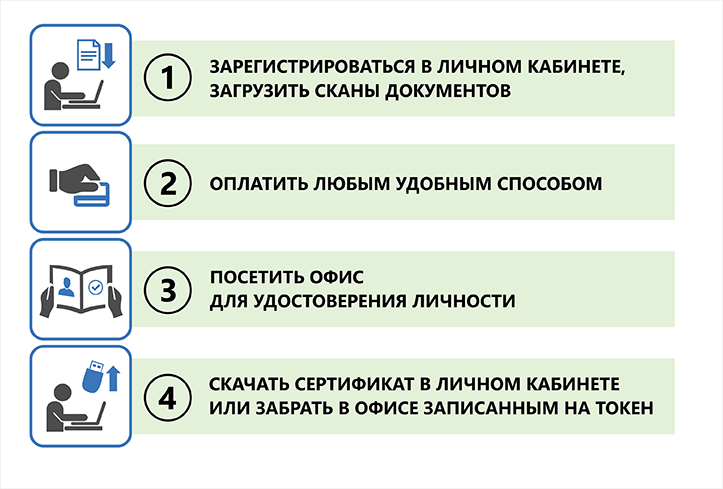 1
ЗАРЕГИСТРИРОВАТЬСЯ В ЛИЧНОМ КАБИНЕТЕ,
ЗАГРУЗИТЬ СКАНЫ ДОКУМЕНТОВ
2
ОПЛАТИТЬ ЛЮБЫМ УДОБНЫМ СПОСОБОМ
3
ПОСЕТИТЬ ОФИС
ДЛЯ УДОСТОВЕРЕНИЯ ЛИЧНОСТИ
4
СКАЧАТЬ СЕРТИФИКАТ В ЛИЧНОМ КАБИНЕТЕ
ИЛИ ЗАБРАТЬ В ОФИСЕ ЗАПИСАННЫМ НА ТОКЕН